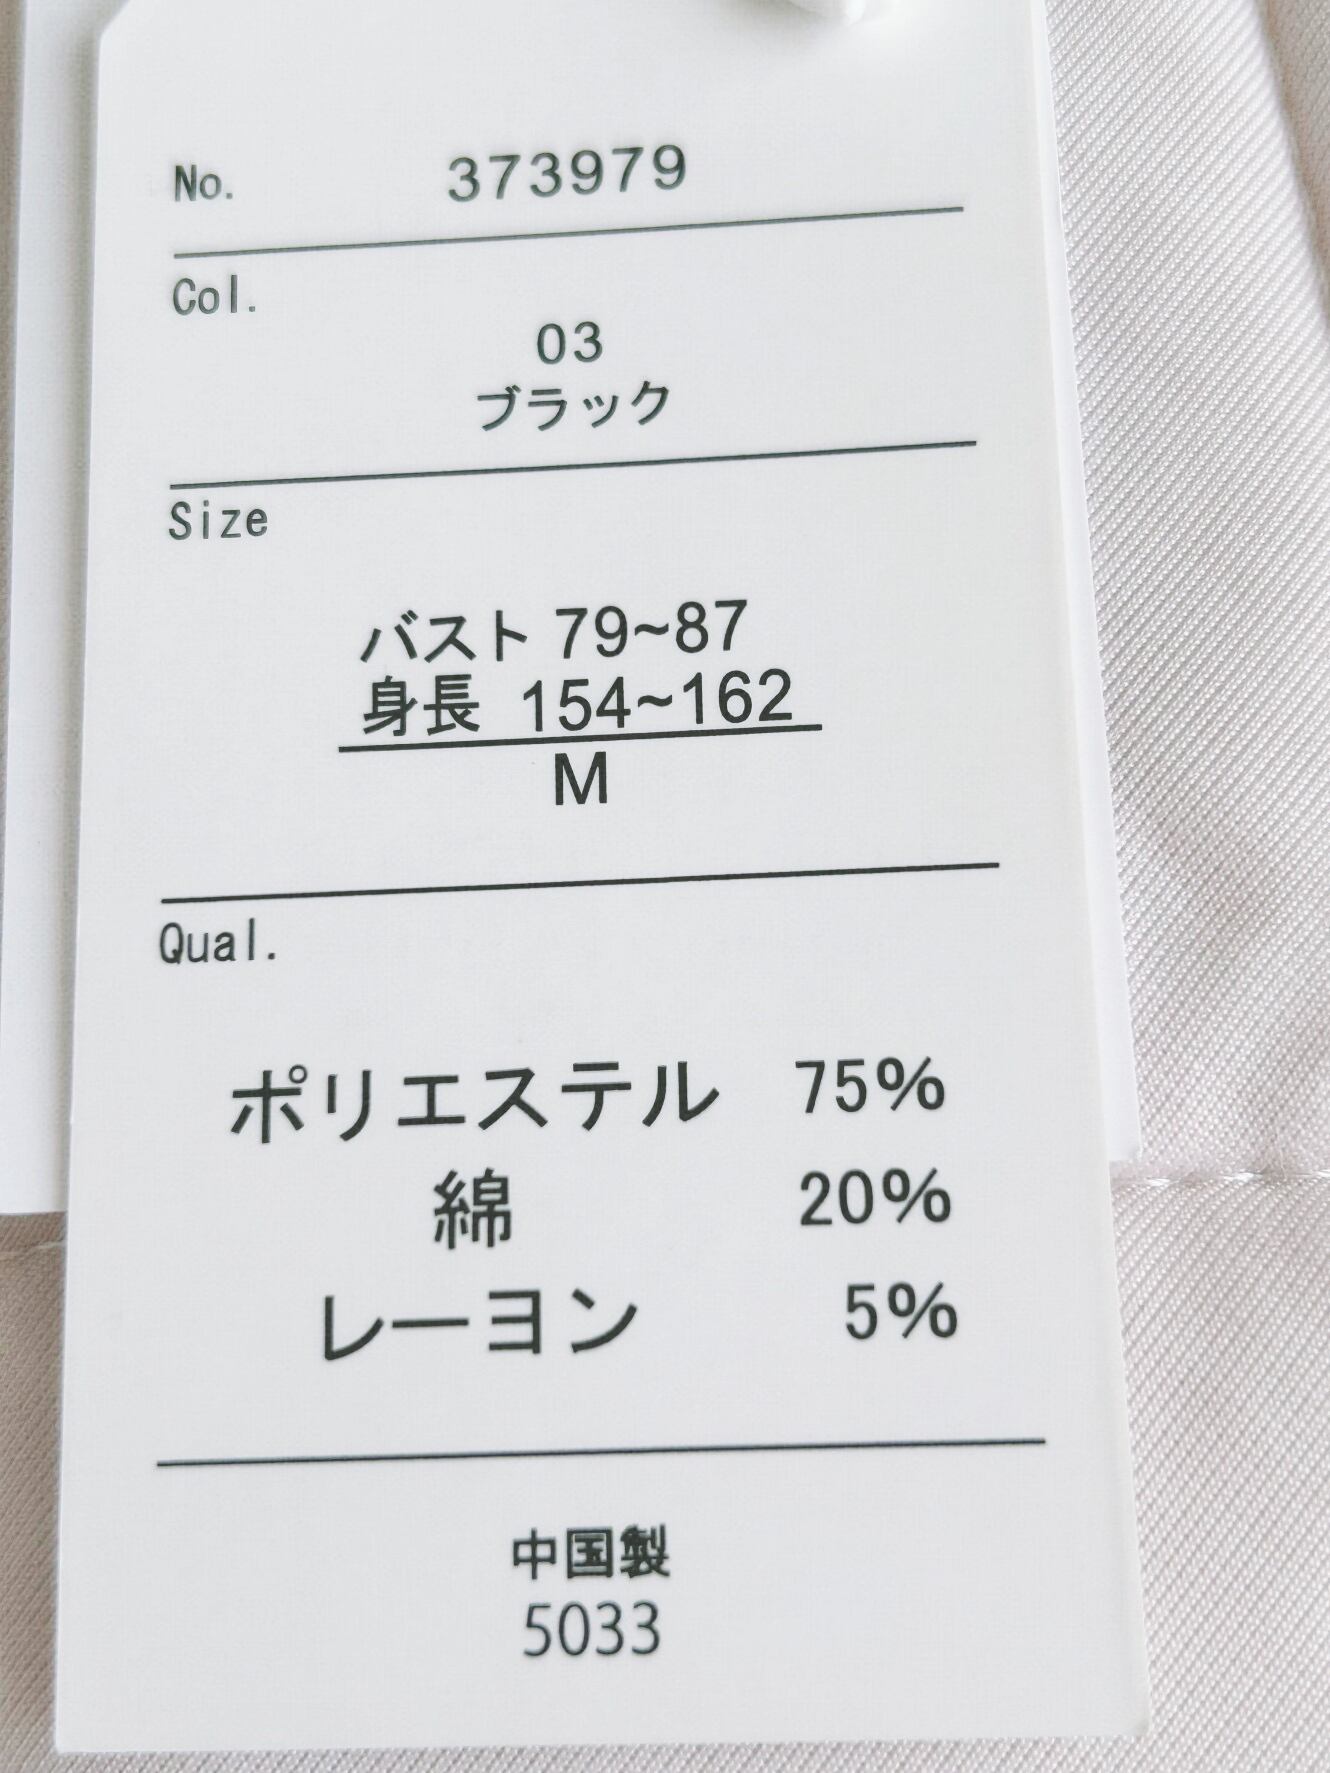 No. 373979
Col.
03
ブラック
Size
バスト 79~87
身長 154~162
M
Qual.
ポリエステル 75%
綿 20%
レーヨン 5%
中国製
5033